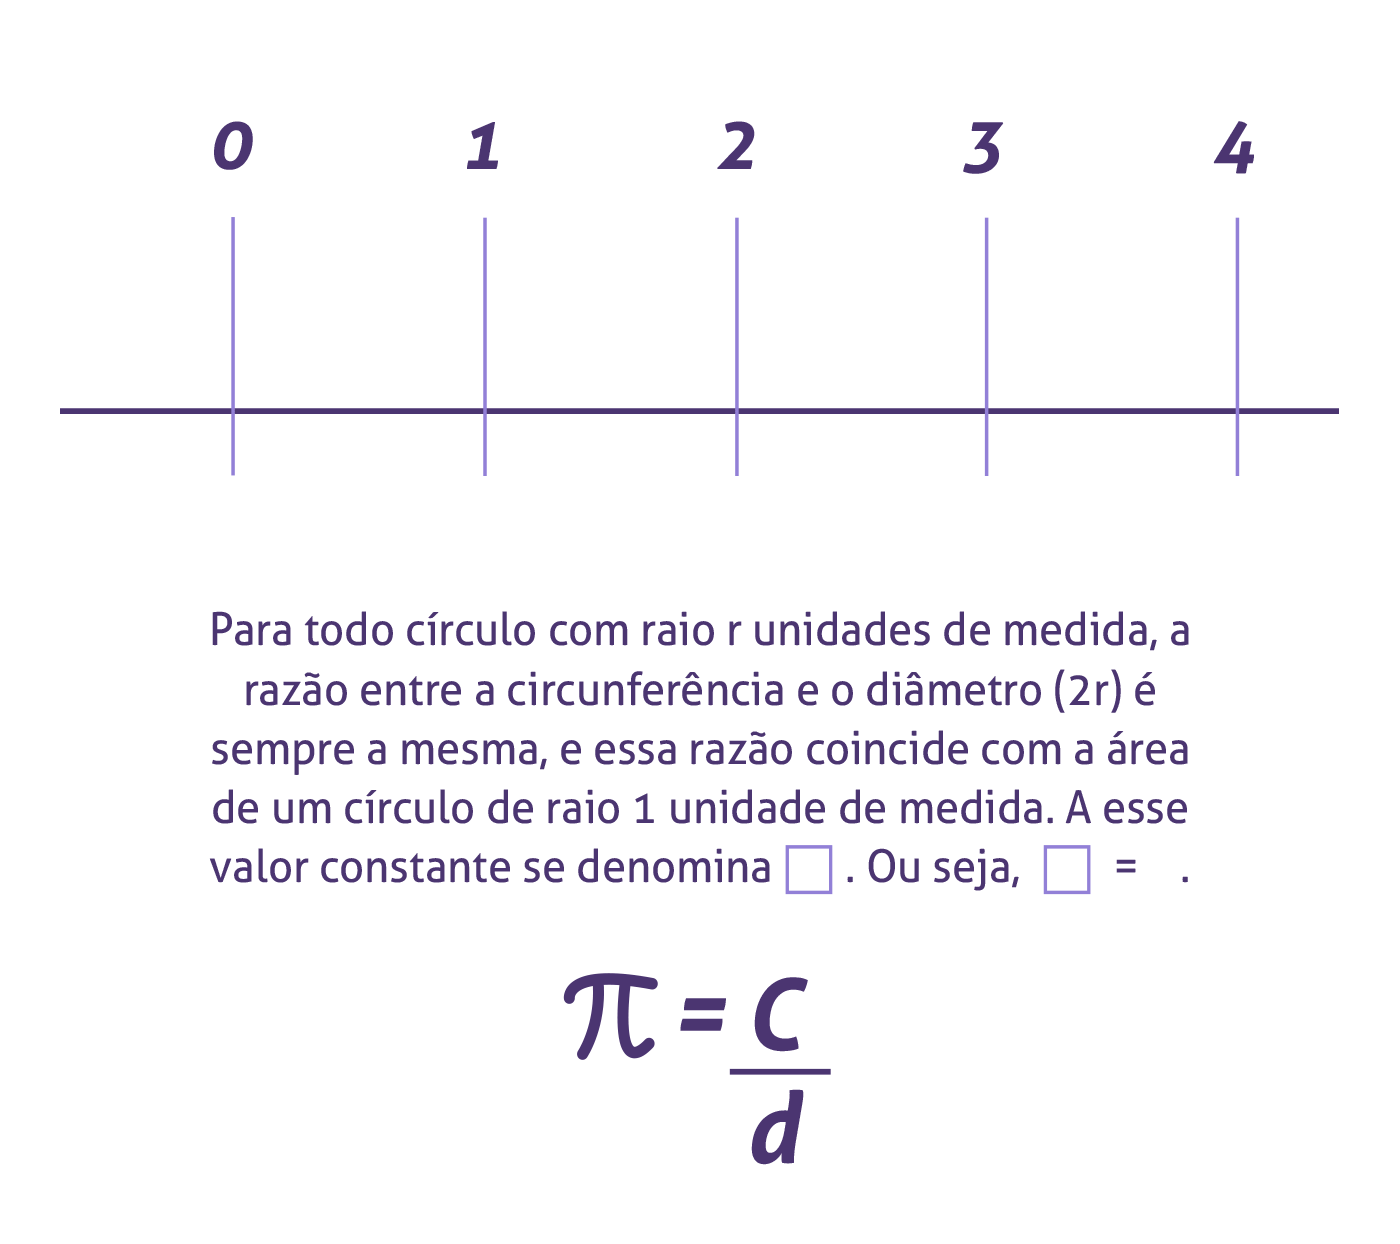 0 1 2 3 4
Para todo círculo com raio r unidades de medida, a
razão entre a circunferência e o diâmetro (2r) é
sempre a mesma, e essa razão coincide com a área
de um círculo de raio 1 unidade de medida. A esse
valor constante se denomina □ . Ou seja, □ = .
π = C
d